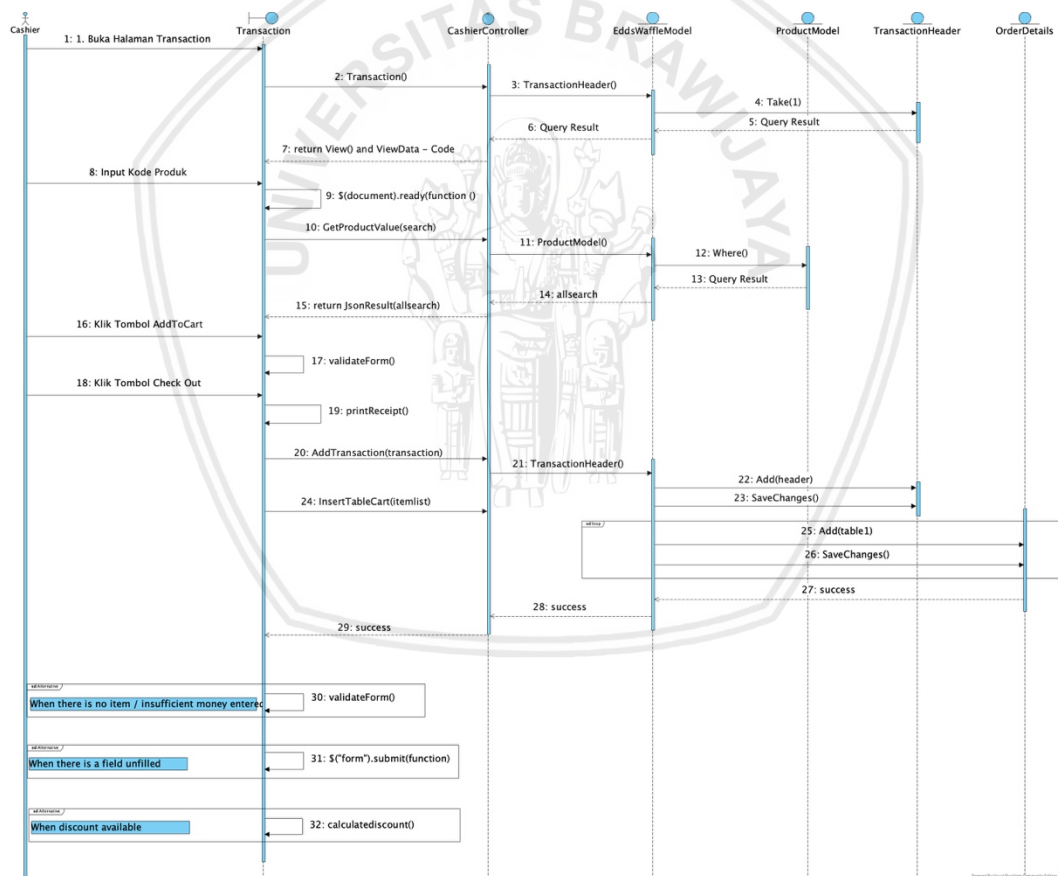 UNIVERSITAS BRAWIJAYA
Cashier
Transaction
CashierController
EddsWaffleModel
ProductModel
TransactionHeader
OrderDetails
1: 1. Buka Halaman Transaction
2: Transaction()
3: TransactionHeader()
4: Take(1)
5: Query Result
6: Query Result
7: return View() and ViewData - Code
8: Input Kode Produk
9: $(document).ready(function ()
10: GetProductValue(search)
11: ProductModel()
12: Where()
13: Query Result
14: allsearch
15: return JsonResult(allsearch)
16: Klik Tombol AddToCart
17: validateForm()
18: Klik Tombol Check Out
19: printReceipt()
20: AddTransaction(transaction)
21: TransactionHeader()
22: Add(header)
23: SaveChanges()
24: InsertTableCart(itemlist)
25: Add(table1)
26: SaveChanges()
27: success
28: success
29: success
When there is no item / insufficient money entered
30: validateForm()
When there is a field unfilled
31: $("form").submit(function)
When discount available
32: calculatediscount()